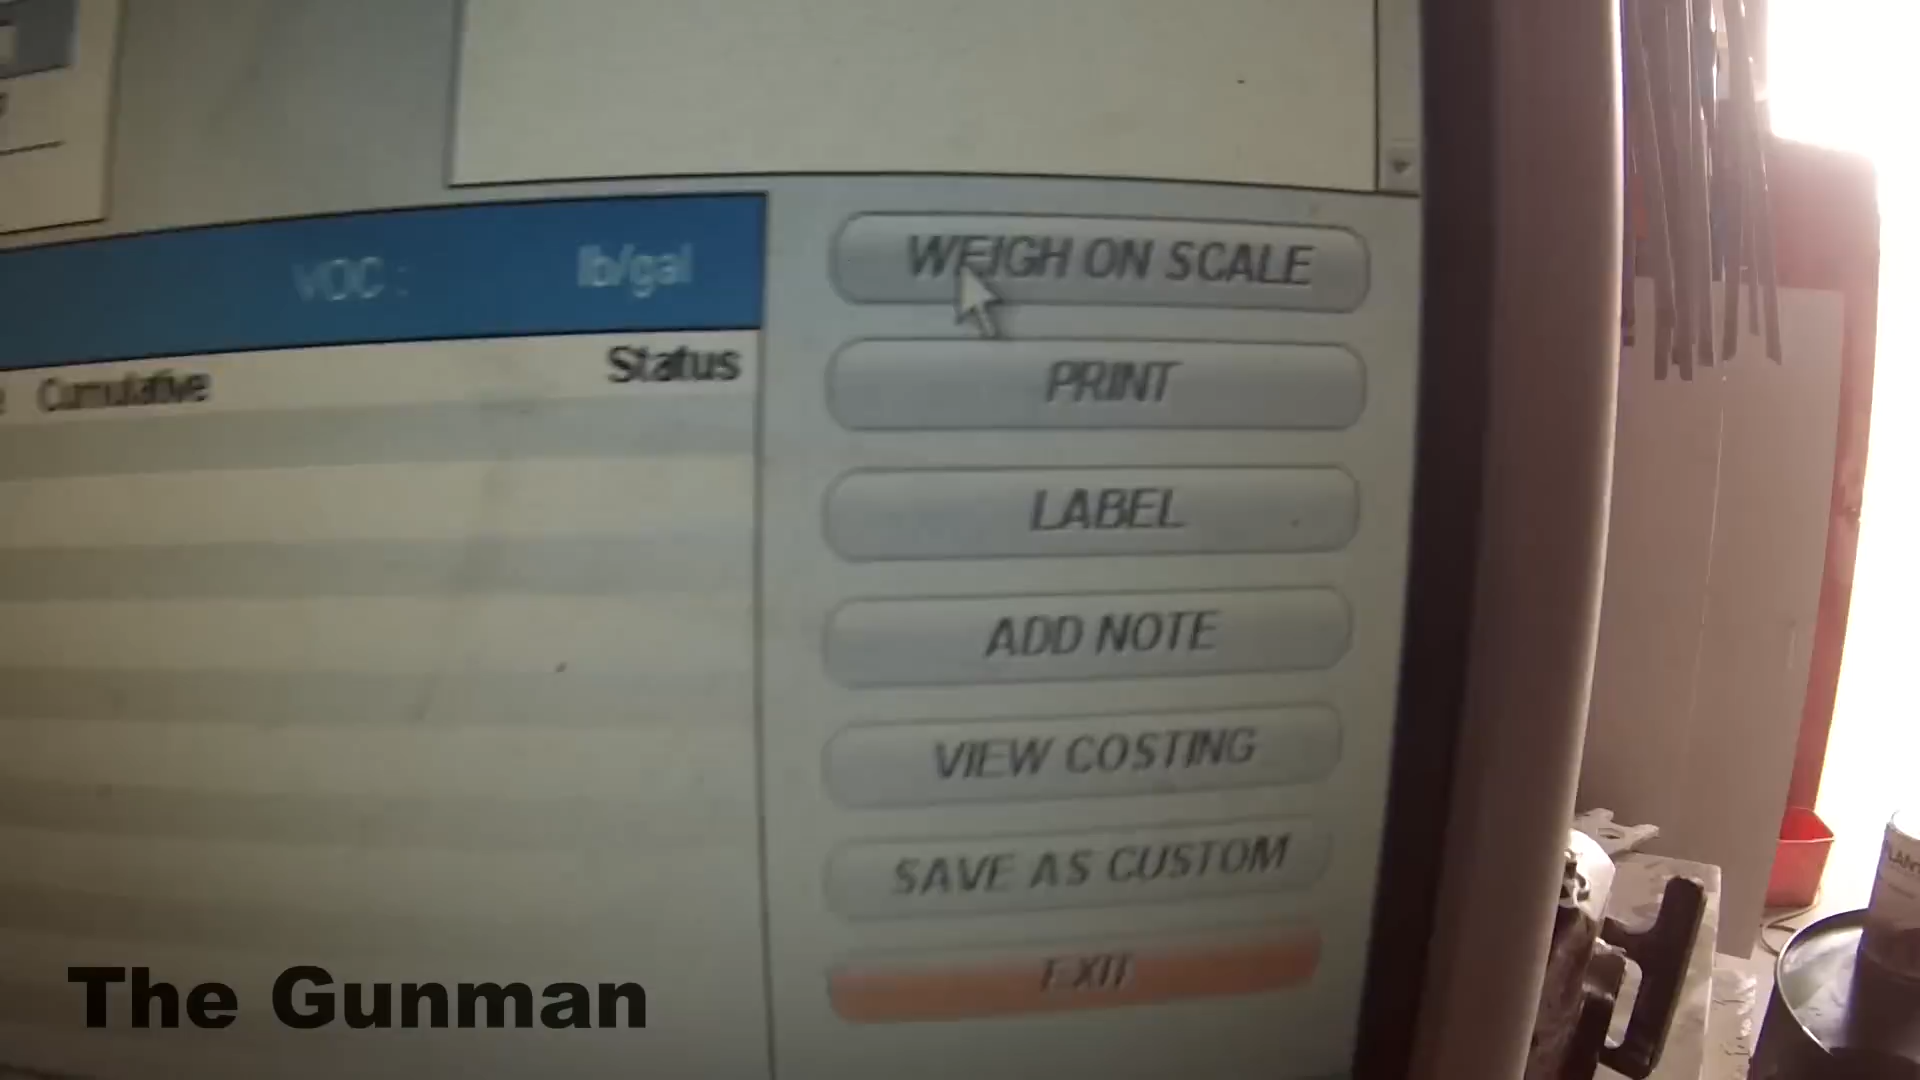 VOC : lb/gal
Cumulative Status
WEIGH ON SCALE
PRINT
LABEL
ADD NOTE
VIEW COSTING
SAVE AS CUSTOM
EXIT
The Gunman